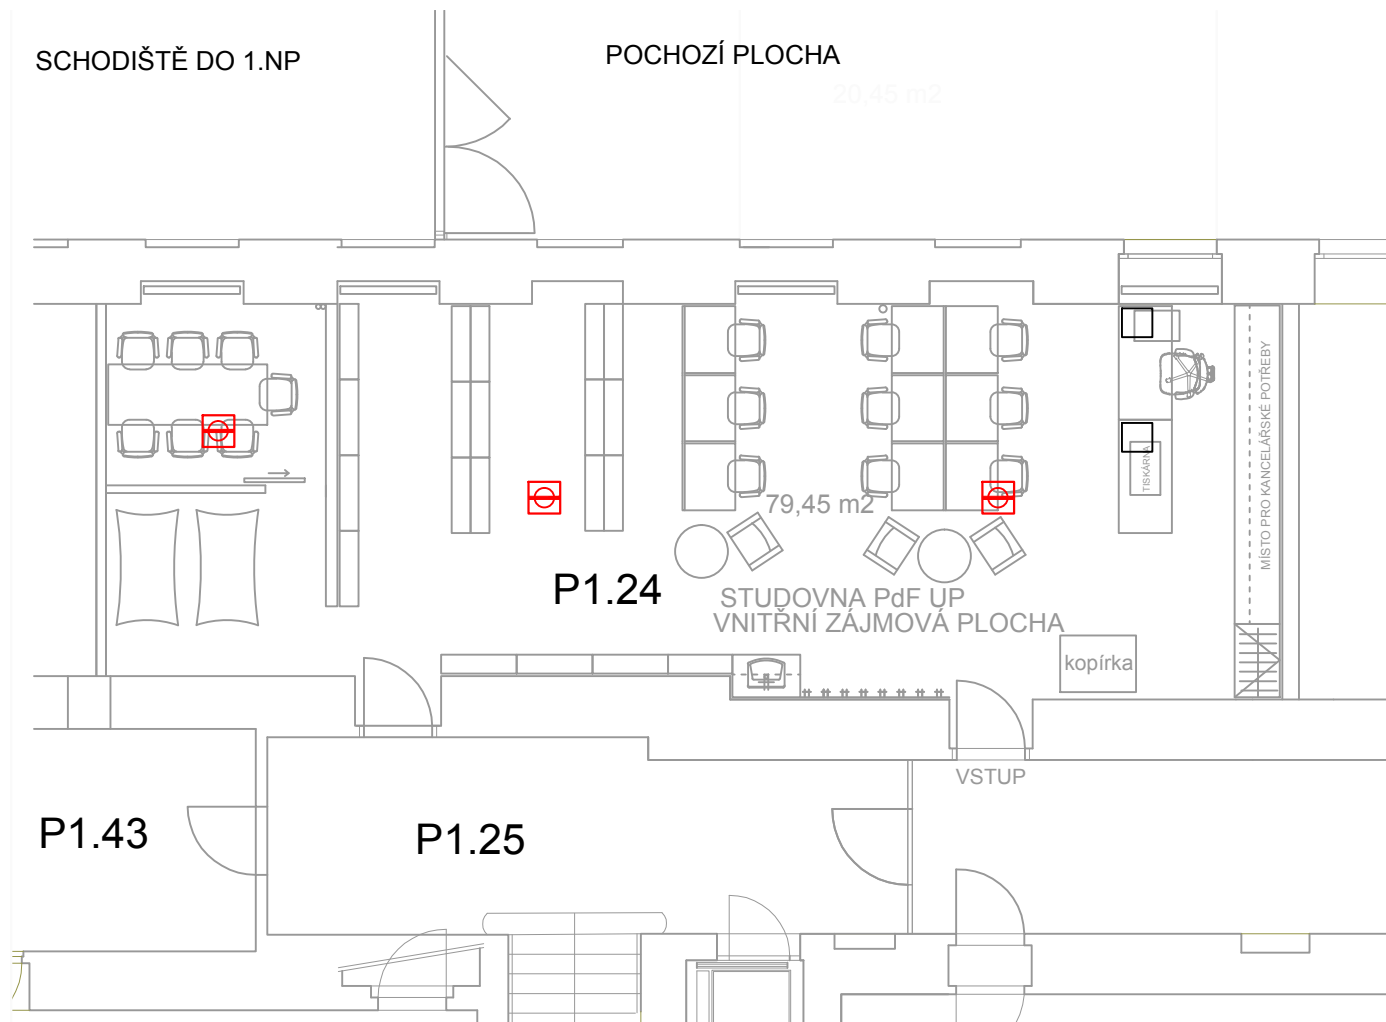 SCHODIŠTĚ DO 1.NP
POCHOZÍ PLOCHA
20,45 m2
MÍSTO PRO KANCELÁŘSKÉ POTŘEBY
TISKÁRNA
79,45 m2
P1.24
STUDOVNA PdF UP
VNITŘNÍ ZÁJMOVÁ PLOCHA
kopírka
VSTUP
P1.43
P1.25